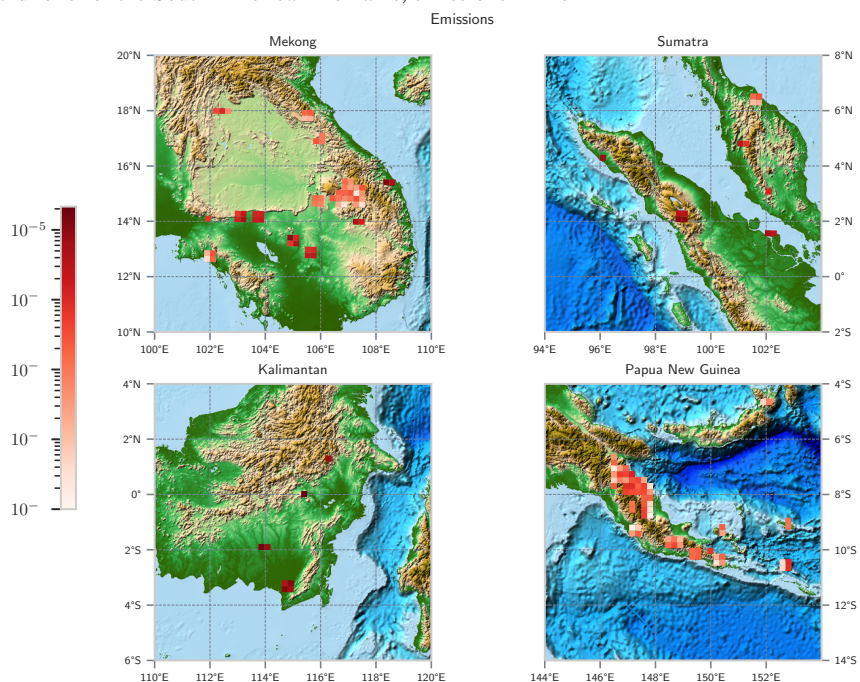 Emissions
Mekong
Sumatra
20°N
18°N
16°N
14°N
12°N
10°N
100°E 102°E 104°E 106°E 108°E 110°E
8°N
6°N
4°N
2°N
0°
2°S
94°E 96°E 98°E 100°E 102°E
10⁻⁵
10⁻
10⁻
10⁻
10⁻
Kalimantan
Papua New Guinea
4°N
2°N
0°
2°S
4°S
6°S
110°E 112°E 114°E 116°E 118°E 120°E
4°S
6°S
8°S
10°S
12°S
14°S
144°E 146°E 148°E 150°E 152°E